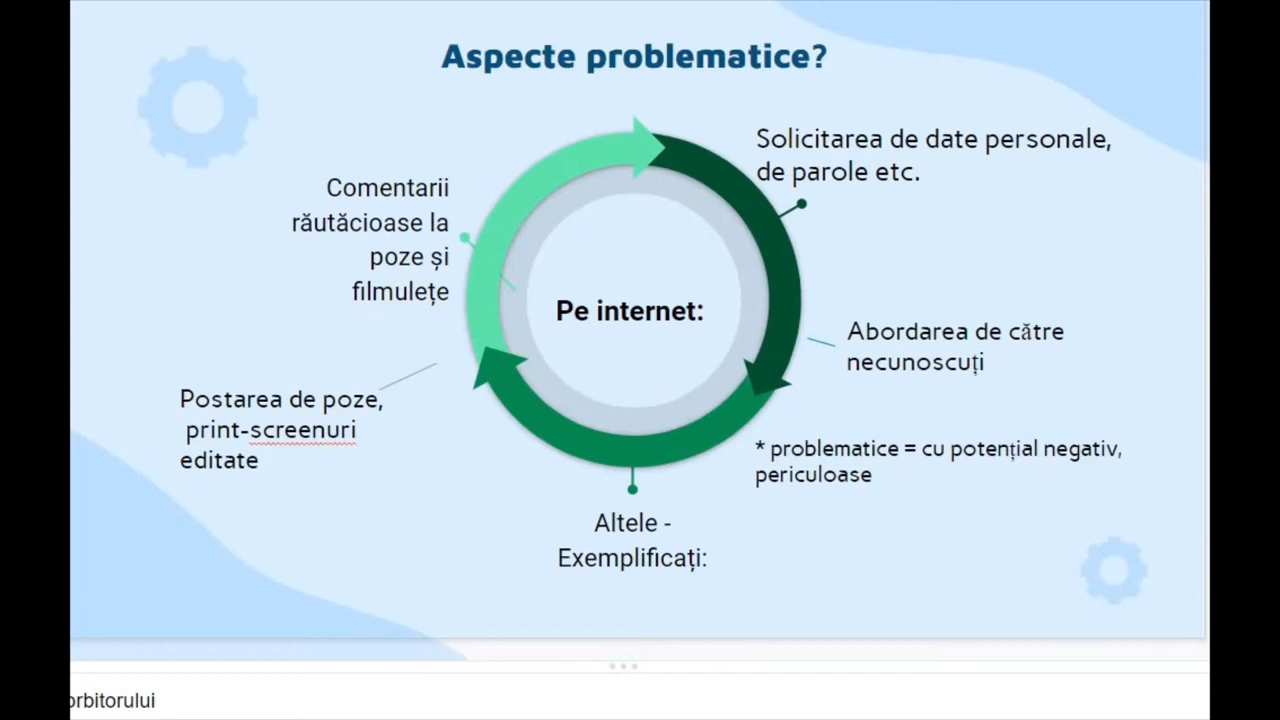 Aspecte problematice?
Solicitarea de date personale,
de parole etc.
Comentarii
răutăcioase la
poze și
filmulețe
Pe internet:
Abordarea de către
necunoscuți
Postarea de poze,
print-screenuri
editate
* problematice = cu potențial negativ,
periculoase
Altele -
Exemplificați:
orbitorului